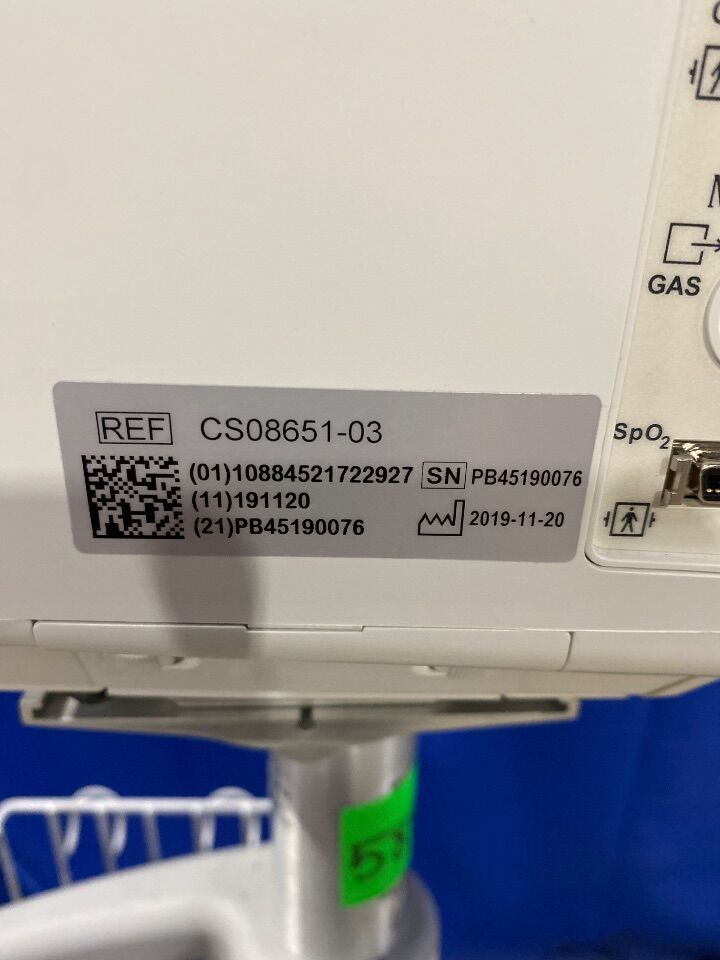 GAS
SpO2
REF CS08651-03
(01)10884521722927 SN PB45190076
(11)191120
(21)PB45190076 2019-11-20